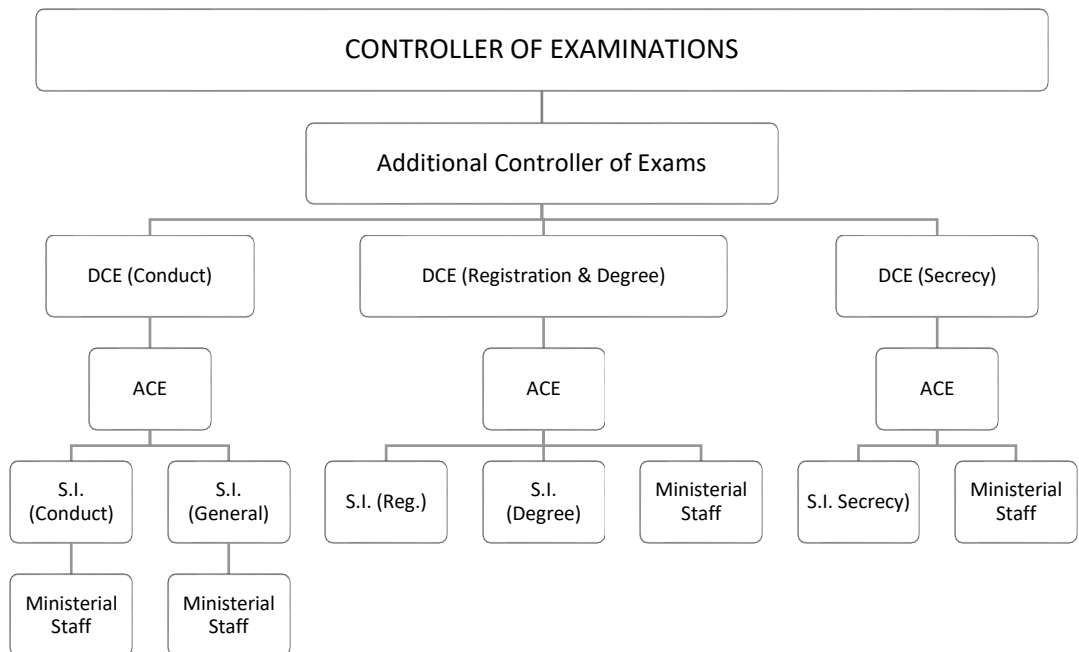 CONTROLLER OF EXAMINATIONS
Additional Controller of Exams
DCE (Conduct)
DCE (Registration & Degree)
DCE (Secrecy)
ACE
ACE
ACE
S.I.
(Conduct)
S.I.
(General)
S.I. (Reg.)
S.I.
(Degree)
Ministerial
Staff
S.I. Secrecy)
Ministerial
Staff
Ministerial
Staff
Ministerial
Staff